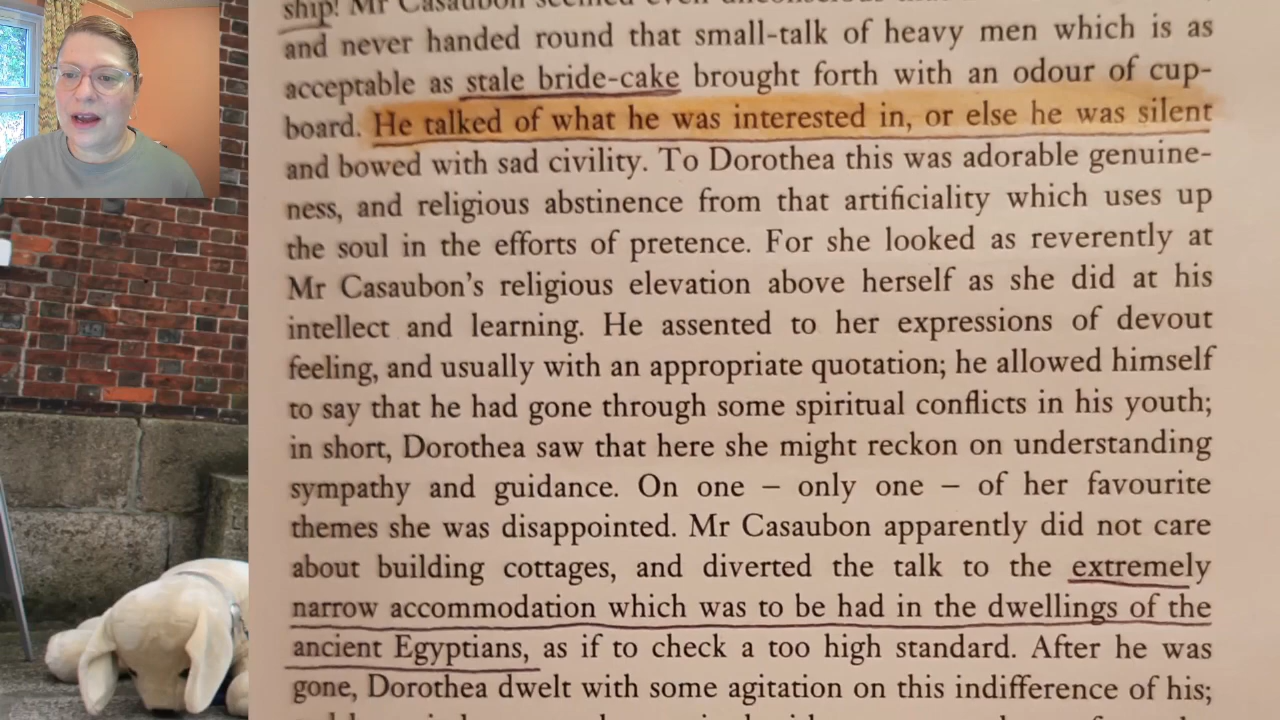 ship! Mr Casaubon seemed even unconscious that
and never handed round that small-talk of heavy men which is as
acceptable as stale bride-cake brought forth with an odour of cup-
board. He talked of what he was interested in, or else he was silent
and bowed with sad civility. To Dorothea this was adorable genuine-
ness, and religious abstinence from that artificiality which uses up
the soul in the efforts of pretence. For she looked as reverently at
Mr Casaubon's religious elevation above herself as she did at his
intellect and learning. He assented to her expressions of devout
feeling, and usually with an appropriate quotation; he allowed himself
to say that he had gone through some spiritual conflicts in his youth;
in short, Dorothea saw that here she might reckon on understanding
sympathy and guidance. On one – only one – of her favourite
themes she was disappointed. Mr Casaubon apparently did not care
about building cottages, and diverted the talk to the extremely
narrow accommodation which was to be had in the dwellings of the
ancient Egyptians, as if to check a too high standard. After he was
gone, Dorothea dwelt with some agitation on this indifference of his;